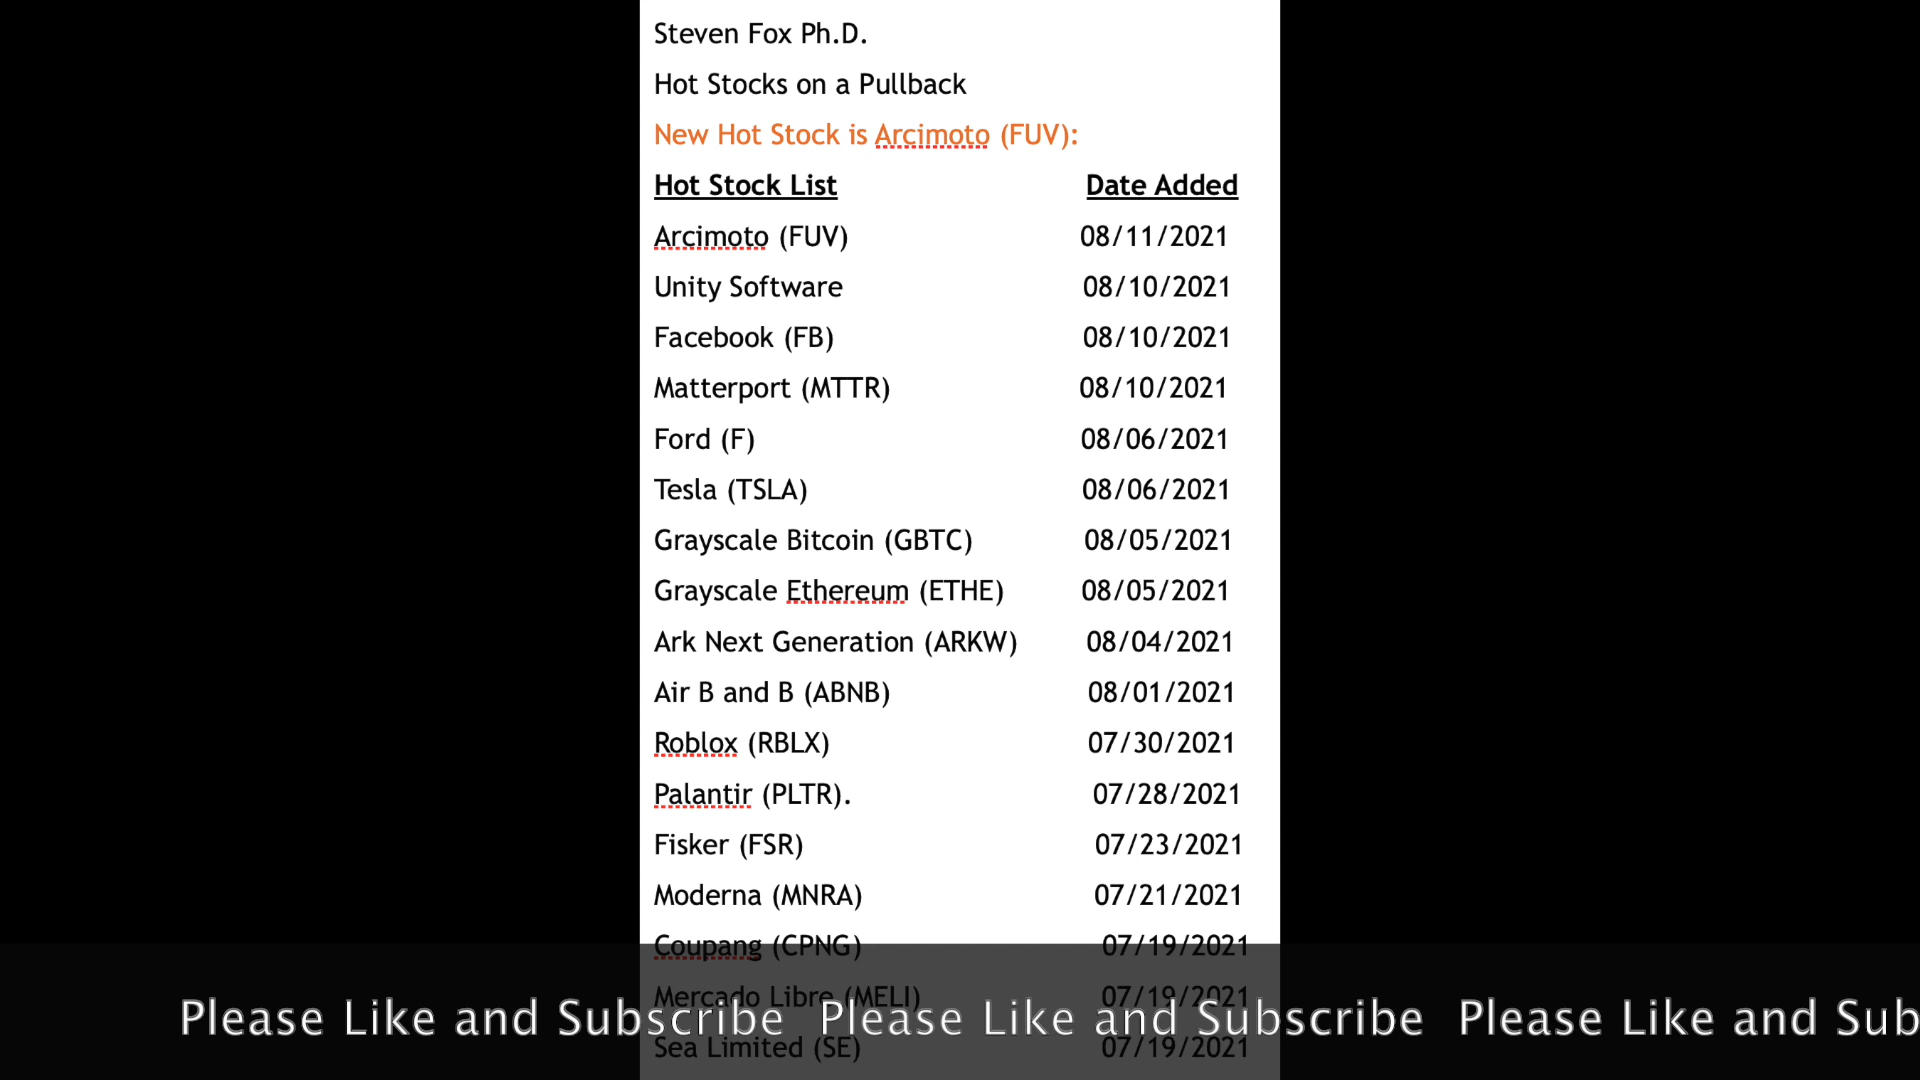 Steven Fox Ph.D.
Hot Stocks on a Pullback
New Hot Stock is Arcimoto (FUV):
Hot Stock List Date Added
Arcimoto (FUV) 08/11/2021
Unity Software 08/10/2021
Facebook (FB) 08/10/2021
Matterport (MTTR) 08/10/2021
Ford (F) 08/06/2021
Tesla (TSLA) 08/06/2021
Grayscale Bitcoin (GBTC) 08/05/2021
Grayscale Ethereum (ETHE) 08/05/2021
Ark Next Generation (ARKW) 08/04/2021
Air B and B (ABNB) 08/01/2021
Roblox (RBLX) 07/30/2021
Palantir (PLTR). 07/28/2021
Fisker (FSR) 07/23/2021
Moderna (MNRA) 07/21/2021
Coupang (CPNG) 07/19/2021
Mercado Libre (MELI) 07/19/2021
Please Like and Subscribe Please Like and Subscribe Please Like and Sub
Sea Limited (SE) 07/19/2021